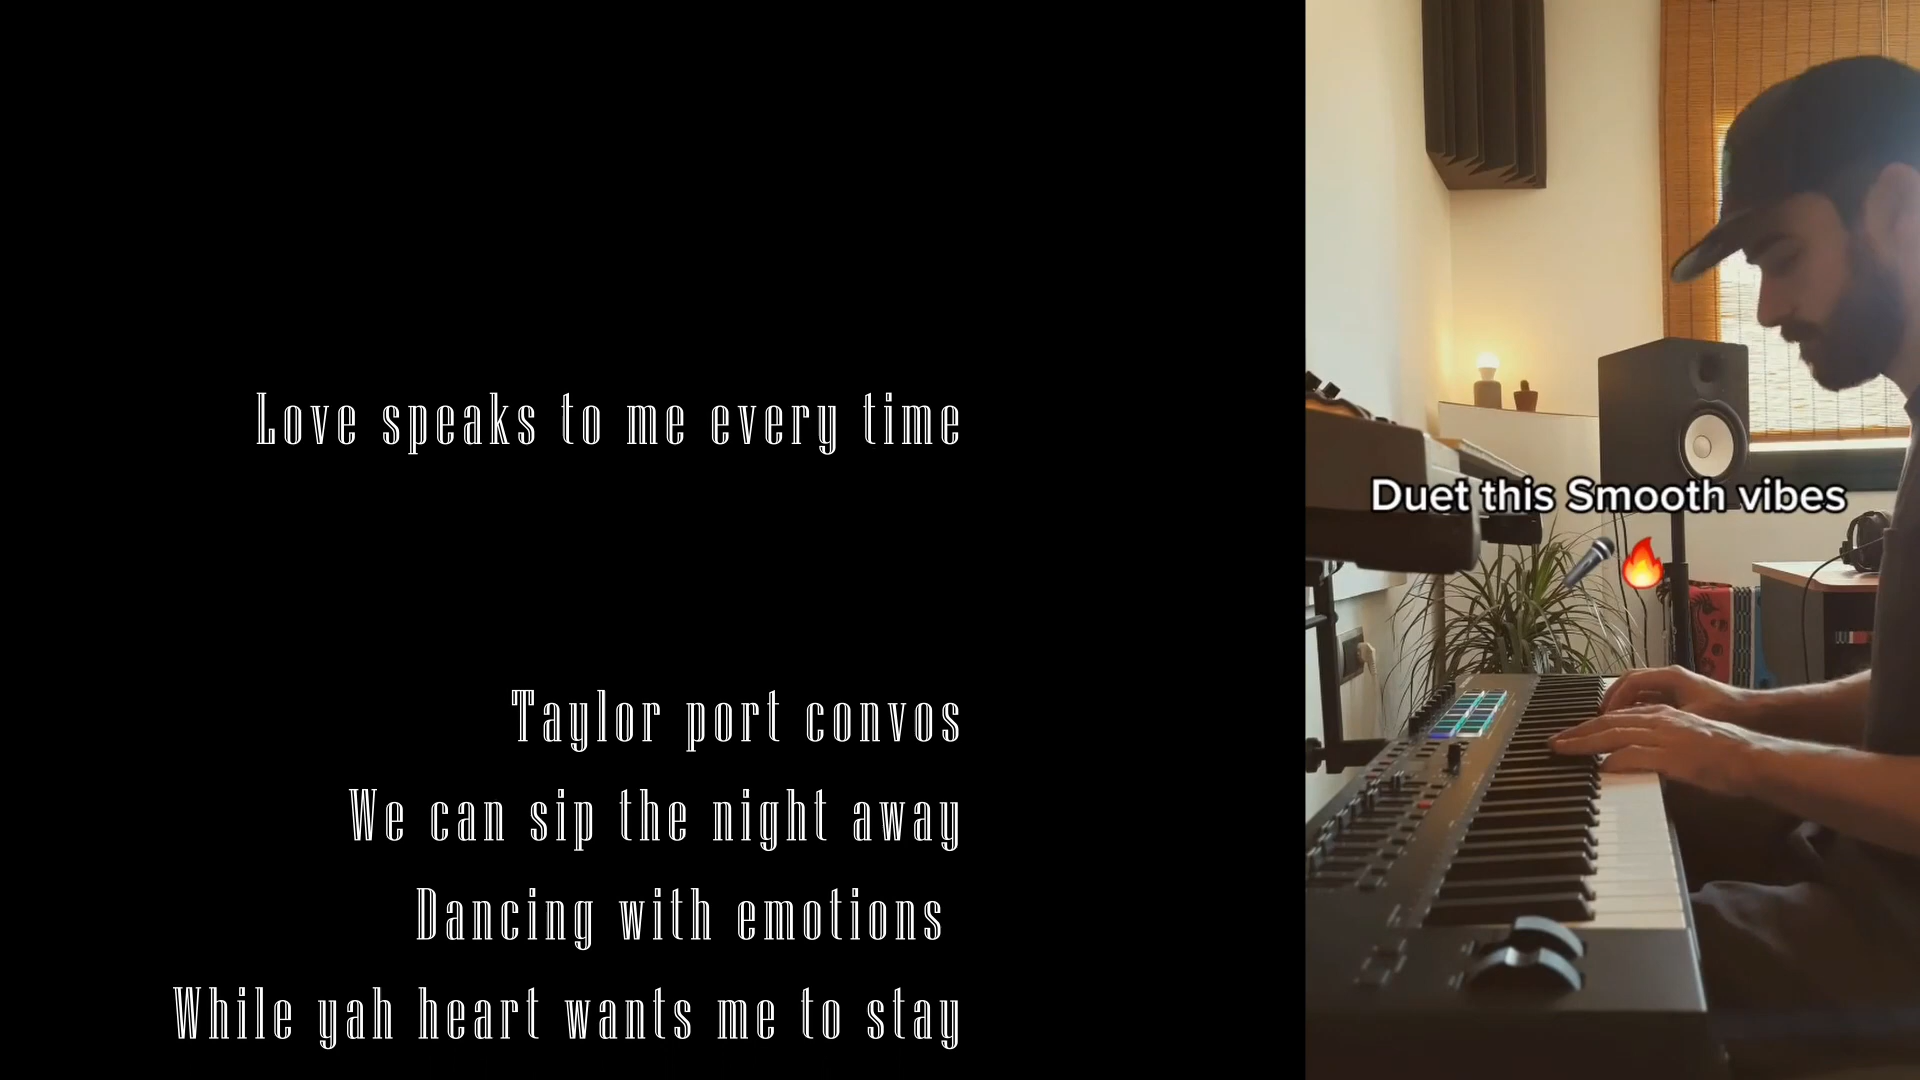 Love speaks to me every time
Taylor port convos
We can sip the night away
Dancing with emotions
While yah heart wants me to stay
Duet this Smooth vibes
🎤🔥